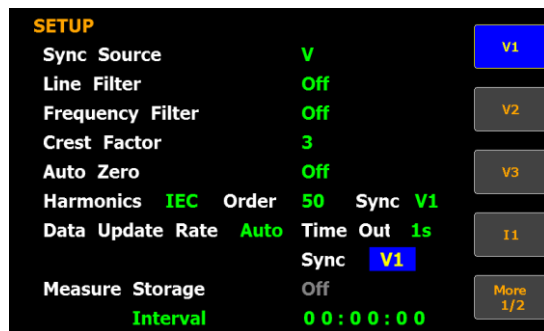 SETUP
Sync Source V
V1
Line Filter Off
Frequency Filter Off
V2
Crest Factor 3
Auto Zero Off
V3
Harmonics IEC Order 50 Sync V1
Data Update Rate Auto Time Out 1s
I1
Sync V1
Measure Storage Off
More
1/2
Interval 00:00:00